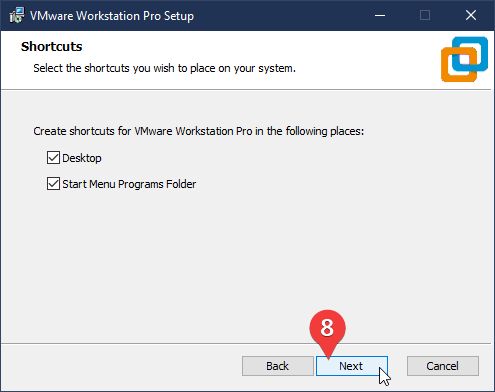 VMware Workstation Pro Setup
Shortcuts
Select the shortcuts you wish to place on your system.
Create shortcuts for VMware Workstation Pro in the following places:
Desktop
Start Menu Programs Folder
8
Back Next Cancel